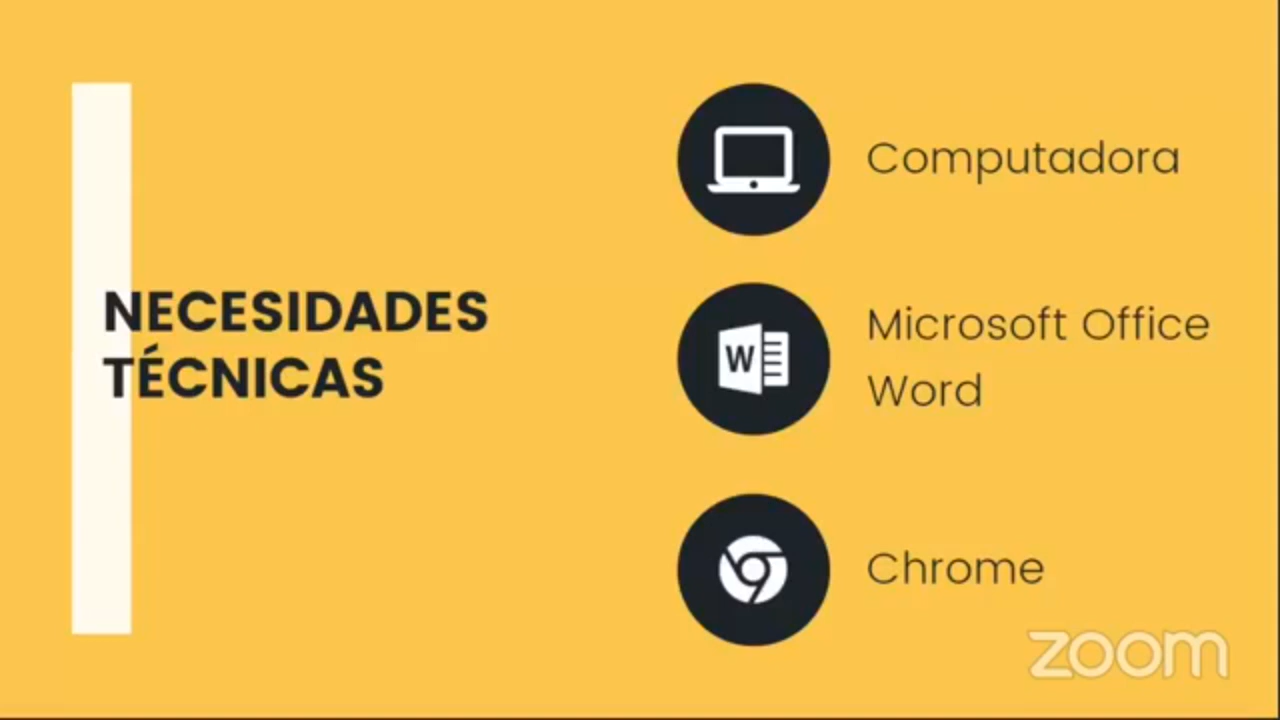 NECESIDADES
TÉCNICAS
Computadora
W
Microsoft Office
Word
Chrome
zoom